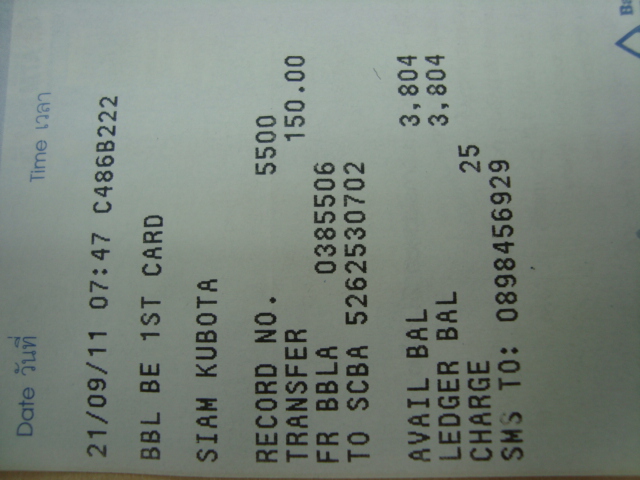 Date วันที่ Time เวลา
21/09/11 07:47 C486B222
BBL BE 1ST CARD
SIAM KUBOTA
RECORD NO. 5500
TRANSFER 150.00
FR BBLA 0385506
TO SCBA 5262530702
AVAIL BAL 3,804
LEDGER BAL 3,804
CHARGE 25
SMS TO: 0898456929